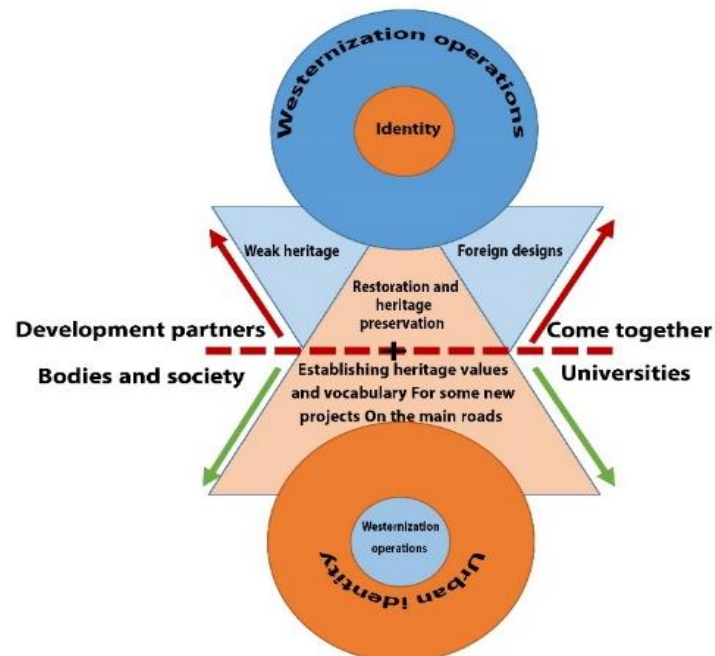 Westernization operations
Identity
Weak heritage
Foreign designs
Restoration and
heritage
preservation
Development partners
Come together
+
Bodies and society
Universities
Establishing heritage values
and vocabulary For some new
projects On the main roads
Westernization
operations
Urban identity